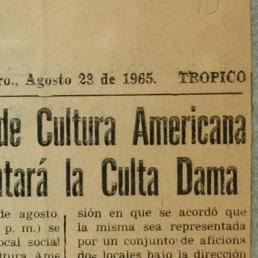 ro., Agosto 23 de 1965. TROPICO
de Cultura Americana
ntará la Culta Dama
de agosto,
p. m.) se
ocal social
ultura Ame
sión en que se acordó que
la misma sea representada
por un conjunto de aficiona
dos locales bajo la dirección